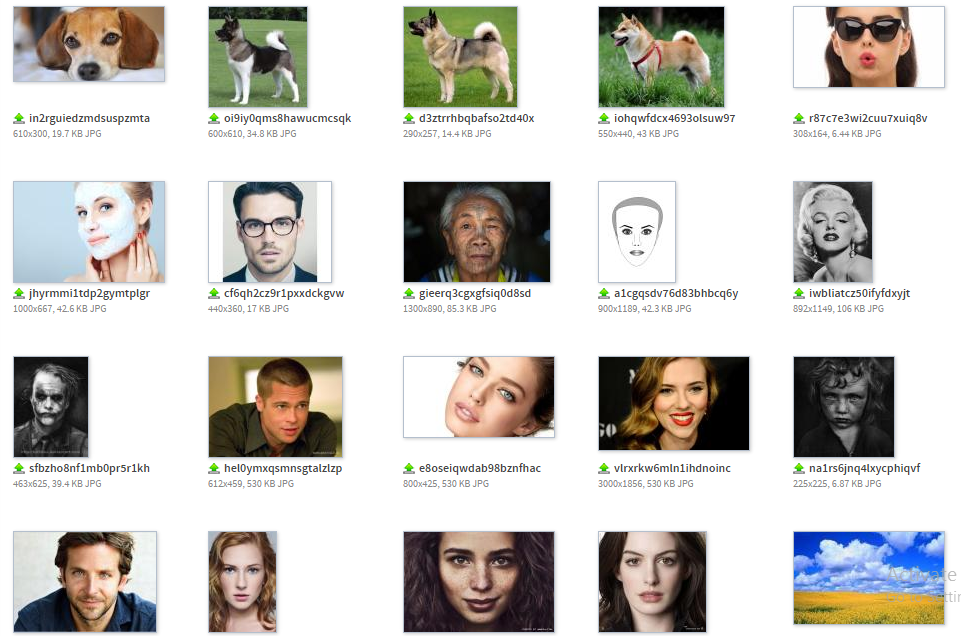 in2rguiedzmdsuspzmta
610x300, 19.7 KB JPG
oi9iy0qms8hawucmcsqk
600x610, 34.8 KB JPG
d3ztrrhbqbafso2td40x
290x257, 14.4 KB JPG
iohqwfdcx4693olsuw97
550x440, 43 KB JPG
r87c7e3wi2cuu7xuiq8v
308x164, 6.44 KB JPG
jhyrmmi1tdp2gymtplgr
1000x667, 42.6 KB JPG
cf6qh2cz9r1pxxdckgvw
440x360, 17 KB JPG
gieerq3cgxgfsiq0d8sd
1300x890, 85.3 KB JPG
a1cgqsdv76d83bhbcq6y
900x1189, 42.3 KB JPG
iwbliatcz50ifyfdxyjt
892x1149, 106 KB JPG
sfbzho8nf1mb0pr5r1kh
463x625, 39.4 KB JPG
hel0ymxqsmnsgtalzlzp
612x459, 530 KB JPG
e8oseiqwdab98bznfhac
800x425, 530 KB JPG
vlrxrkw6mln1ihdnoinc
3000x1856, 530 KB JPG
na1rs6jnq4lxycphiqvf
225x225, 6.87 KB JPG
Activate